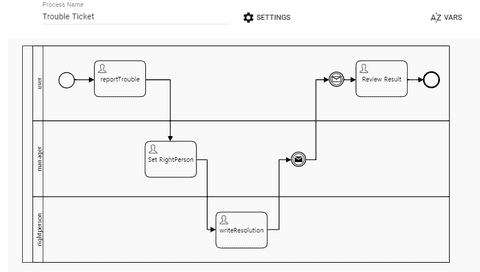 Process Name
Trouble Ticket
SETTINGS
VARS
user
reportTrouble
Review Result
manager
Set RightPerson
rightperson
writeResolution